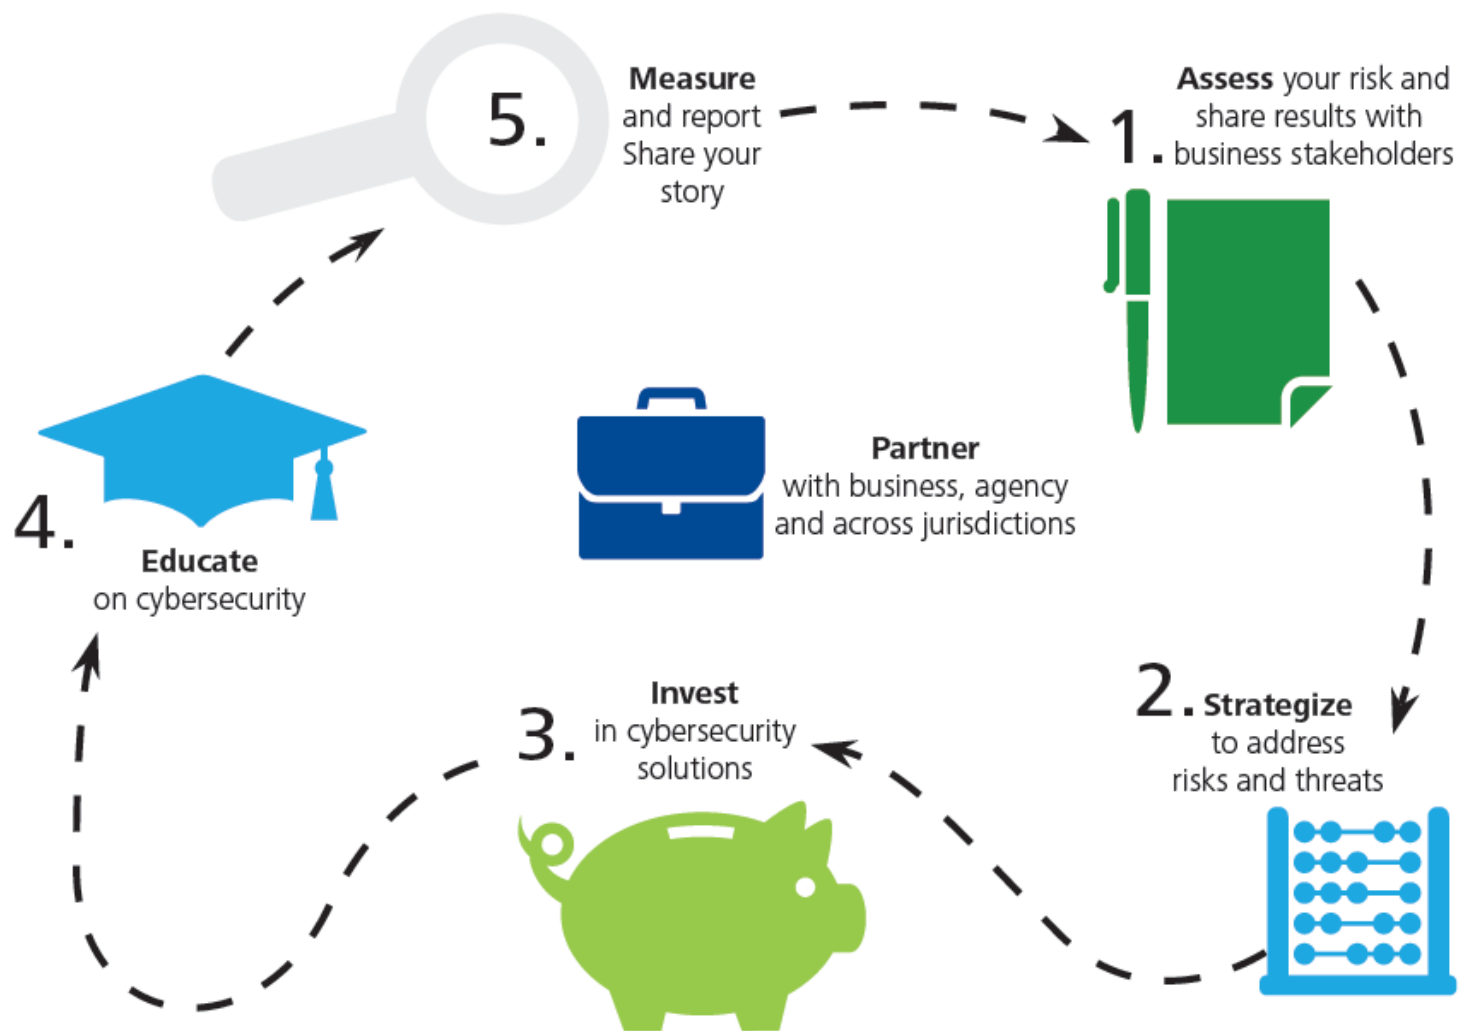 5.
Measure
and report
Share your
story
1.
Assess your risk and
share results with
business stakeholders
Partner
with business, agency
and across jurisdictions
4.
Educate
on cybersecurity
3.
Invest
in cybersecurity
solutions
2.
Strategize
to address
risks and threats